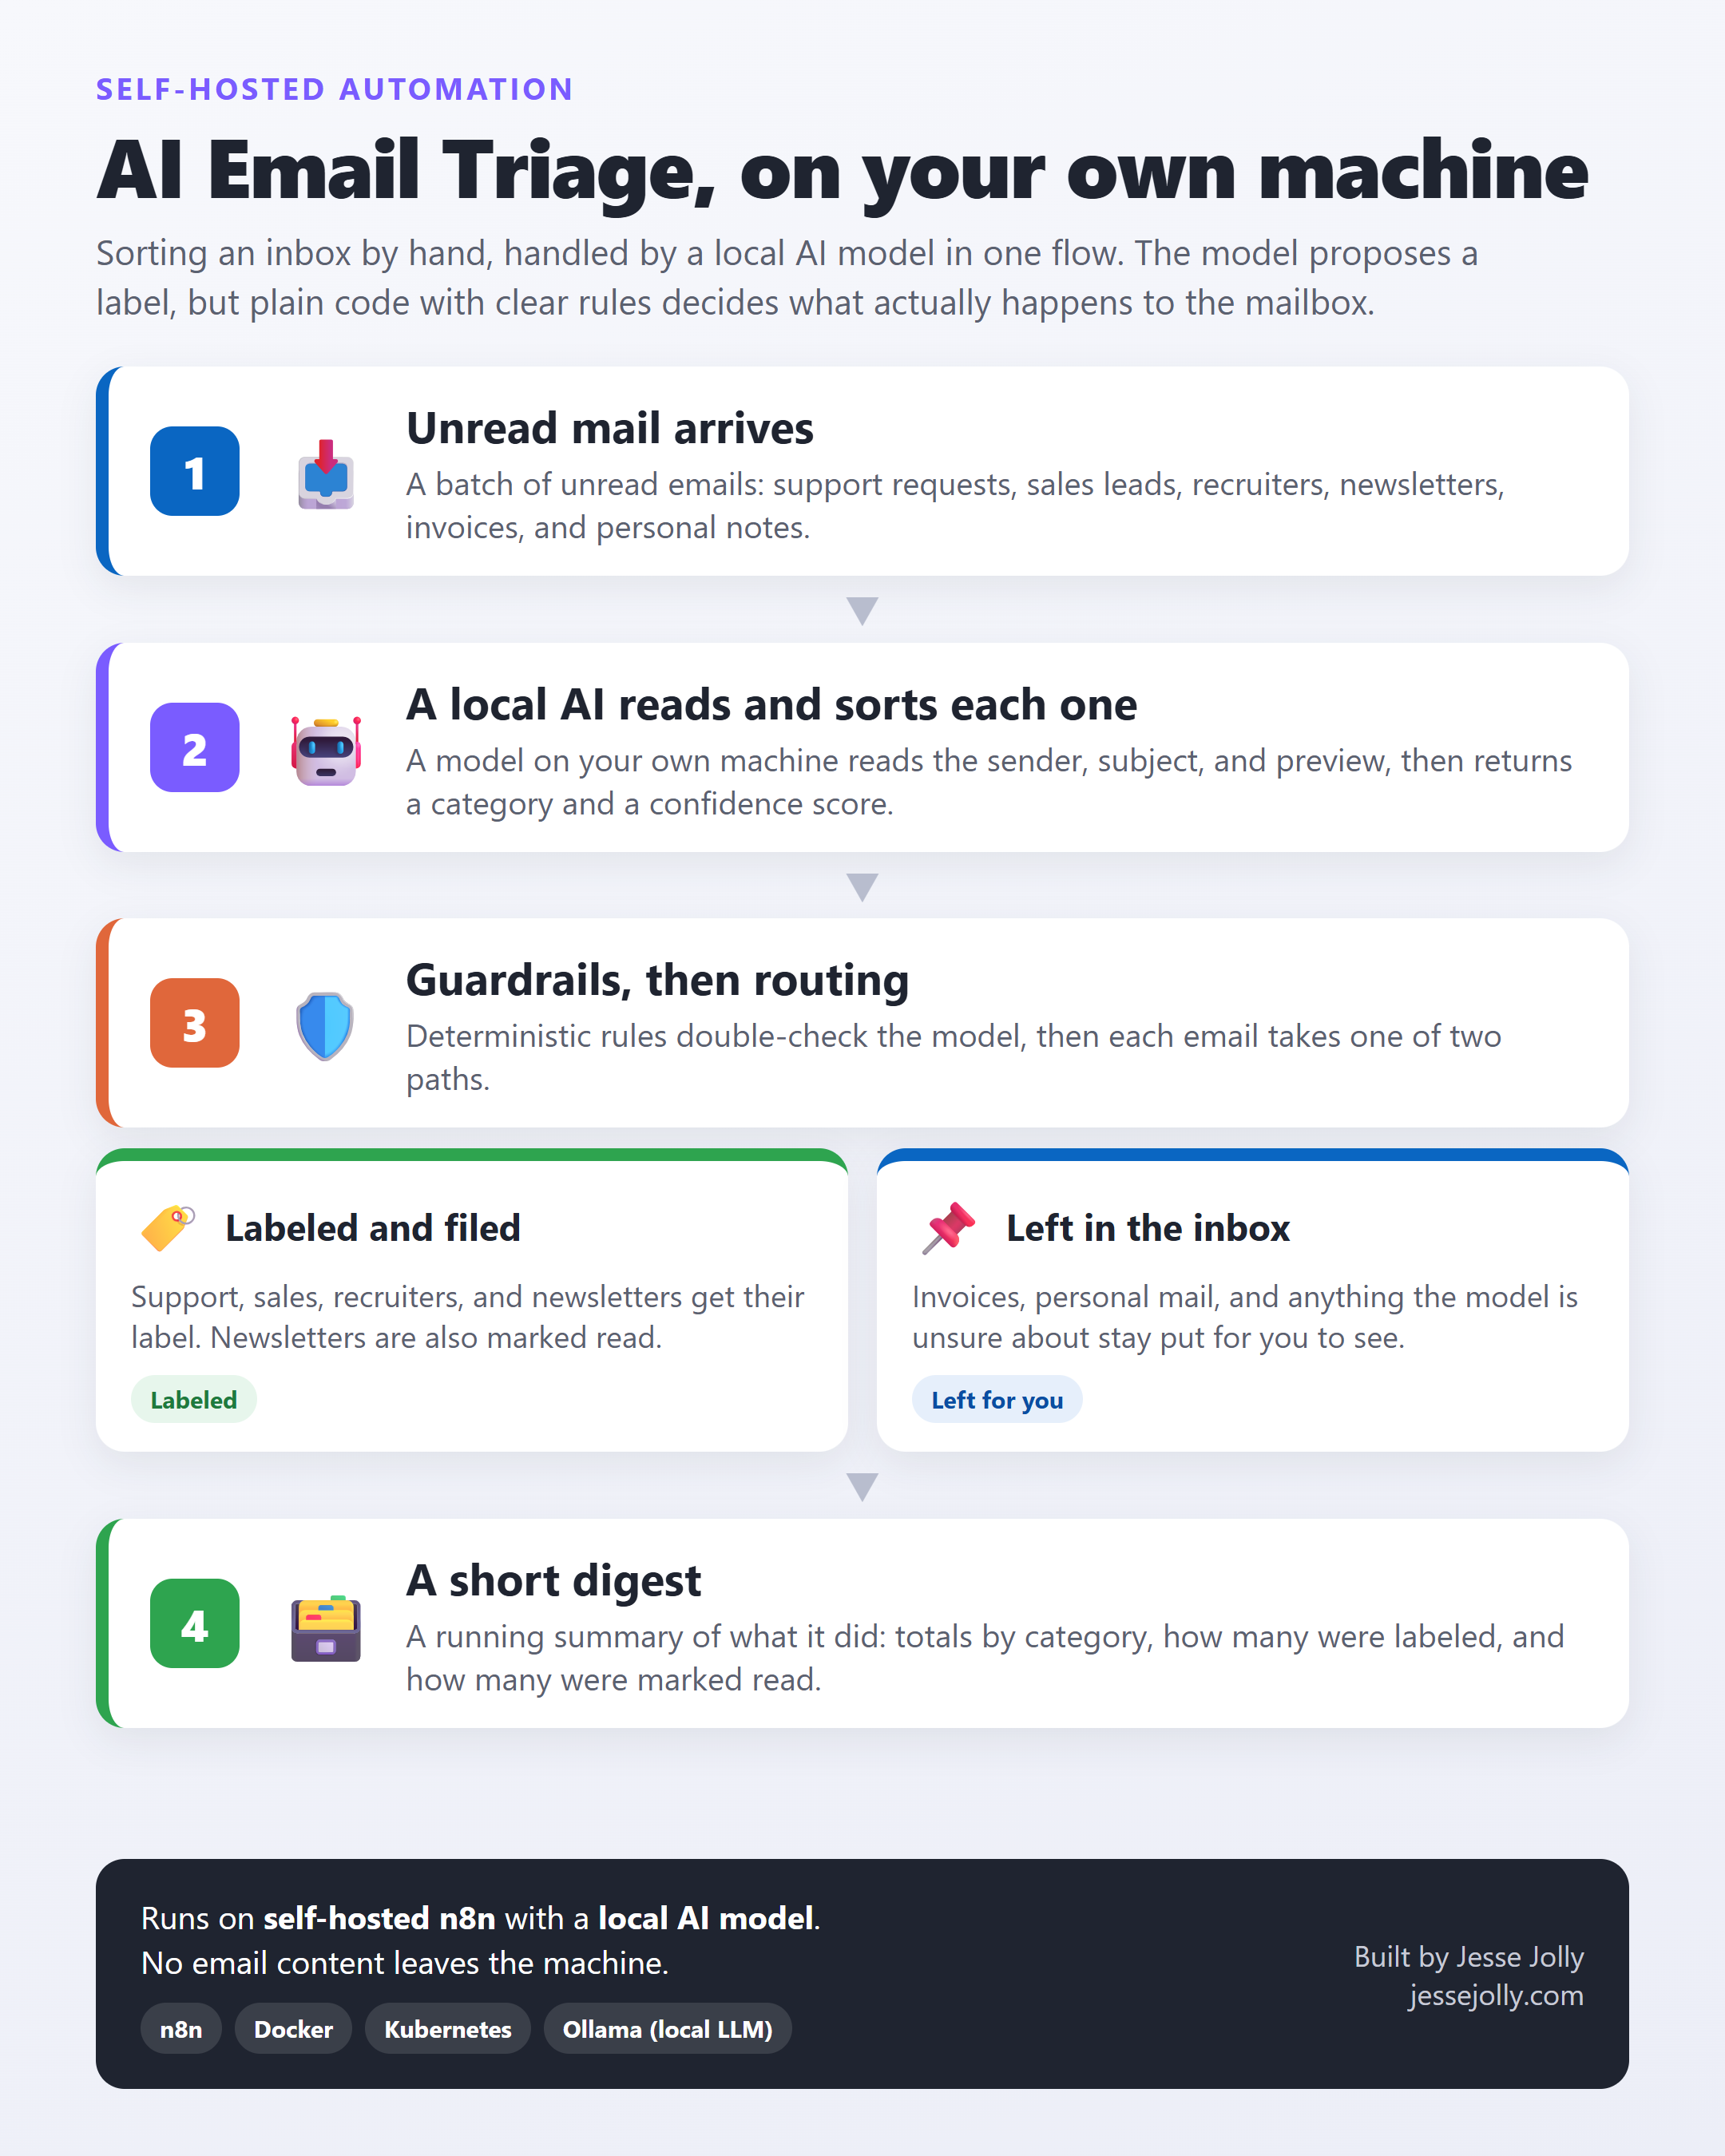 SELF-HOSTED AUTOMATION
AI Email Triage, on your own machine
Sorting an inbox by hand, handled by a local AI model in one flow. The model proposes a
label, but plain code with clear rules decides what actually happens to the mailbox.
1
Unread mail arrives
A batch of unread emails: support requests, sales leads, recruiters, newsletters,
invoices, and personal notes.
2
A local AI reads and sorts each one
A model on your own machine reads the sender, subject, and preview, then returns
a category and a confidence score.
3
Guardrails, then routing
Deterministic rules double-check the model, then each email takes one of two
paths.
Labeled and filed
Support, sales, recruiters, and newsletters get their
label. Newsletters are also marked read.
Labeled
Left in the inbox
Invoices, personal mail, and anything the model is
unsure about stay put for you to see.
Left for you
4
A short digest
A running summary of what it did: totals by category, how many were labeled, and
how many were marked read.
Runs on self-hosted n8n with a local AI model.
No email content leaves the machine.
n8n Docker Kubernetes Ollama (local LLM)
Built by Jesse Jolly
jessejolly.com